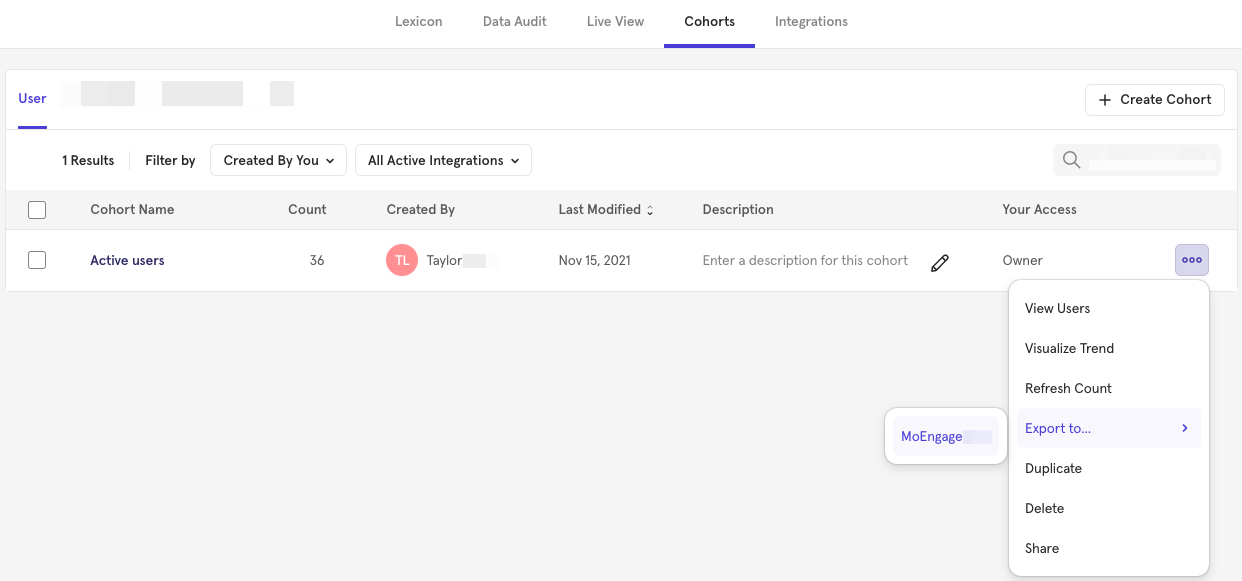 Lexicon Data Audit Live View Cohorts Integrations
User
+ Create Cohort
1 Results Filter by Created By You All Active Integrations
Cohort Name Count Created By Last Modified Description Your Access
Active users 36 TL Taylor Nov 15, 2021 Enter a description for this cohort Owner
View Users
Visualize Trend
Refresh Count
Export to...
MoEngage
Duplicate
Delete
Share